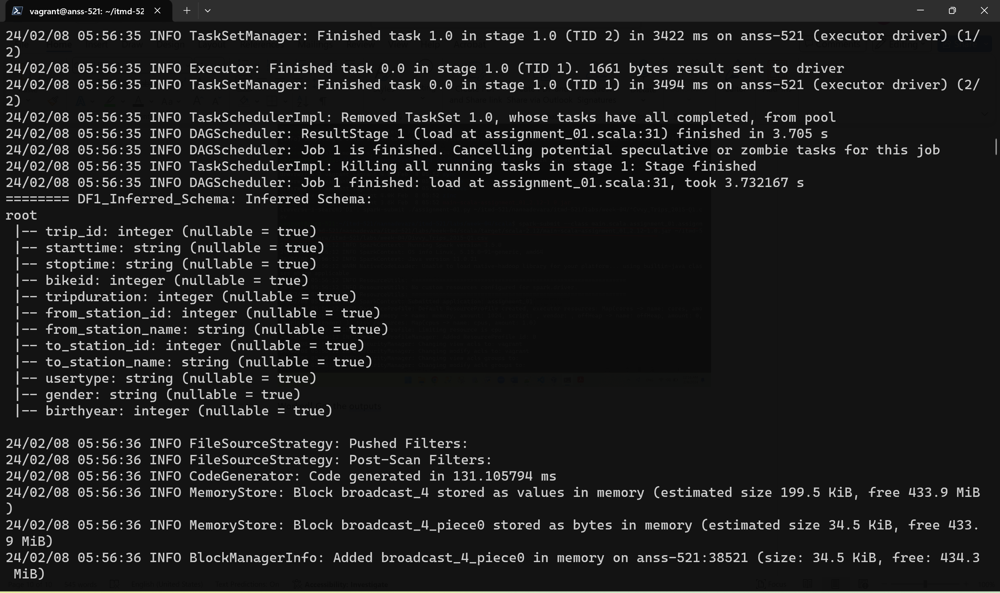 vagrant@anss-521: ~/itmd-52
24/02/08 05:56:35 INFO TaskSetManager: Finished task 1.0 in stage 1.0 (TID 2) in 3422 ms on anss-521 (executor driver) (1/
2)
24/02/08 05:56:35 INFO Executor: Finished task 0.0 in stage 1.0 (TID 1). 1661 bytes result sent to driver
24/02/08 05:56:35 INFO TaskSetManager: Finished task 0.0 in stage 1.0 (TID 1) in 3494 ms on anss-521 (executor driver) (2/
2)
24/02/08 05:56:35 INFO TaskSchedulerImpl: Removed TaskSet 1.0, whose tasks have all completed, from pool
24/02/08 05:56:35 INFO DAGScheduler: ResultStage 1 (load at assignment_01.scala:31) finished in 3.705 s
24/02/08 05:56:35 INFO DAGScheduler: Job 1 is finished. Cancelling potential speculative or zombie tasks for this job
24/02/08 05:56:35 INFO TaskSchedulerImpl: Killing all running tasks in stage 1: Stage finished
24/02/08 05:56:35 INFO DAGScheduler: Job 1 finished: load at assignment_01.scala:31, took 3.732167 s
======== DF1_Inferred_Schema: Inferred Schema:
root
 |-- trip_id: integer (nullable = true)
 |-- starttime: string (nullable = true)
 |-- stoptime: string (nullable = true)
 |-- bikeid: integer (nullable = true)
 |-- tripduration: integer (nullable = true)
 |-- from_station_id: integer (nullable = true)
 |-- from_station_name: string (nullable = true)
 |-- to_station_id: integer (nullable = true)
 |-- to_station_name: string (nullable = true)
 |-- usertype: string (nullable = true)
 |-- gender: string (nullable = true)
 |-- birthyear: integer (nullable = true)
24/02/08 05:56:36 INFO FileSourceStrategy: Pushed Filters:
24/02/08 05:56:36 INFO FileSourceStrategy: Post-Scan Filters:
24/02/08 05:56:36 INFO CodeGenerator: Code generated in 131.105794 ms
24/02/08 05:56:36 INFO MemoryStore: Block broadcast_4 stored as values in memory (estimated size 199.5 KiB, free 433.9 MiB
)
24/02/08 05:56:36 INFO MemoryStore: Block broadcast_4_piece0 stored as bytes in memory (estimated size 34.5 KiB, free 433.
9 MiB)
24/02/08 05:56:36 INFO BlockManagerInfo: Added broadcast_4_piece0 in memory on anss-521:38521 (size: 34.5 KiB, free: 434.3
 MiB)